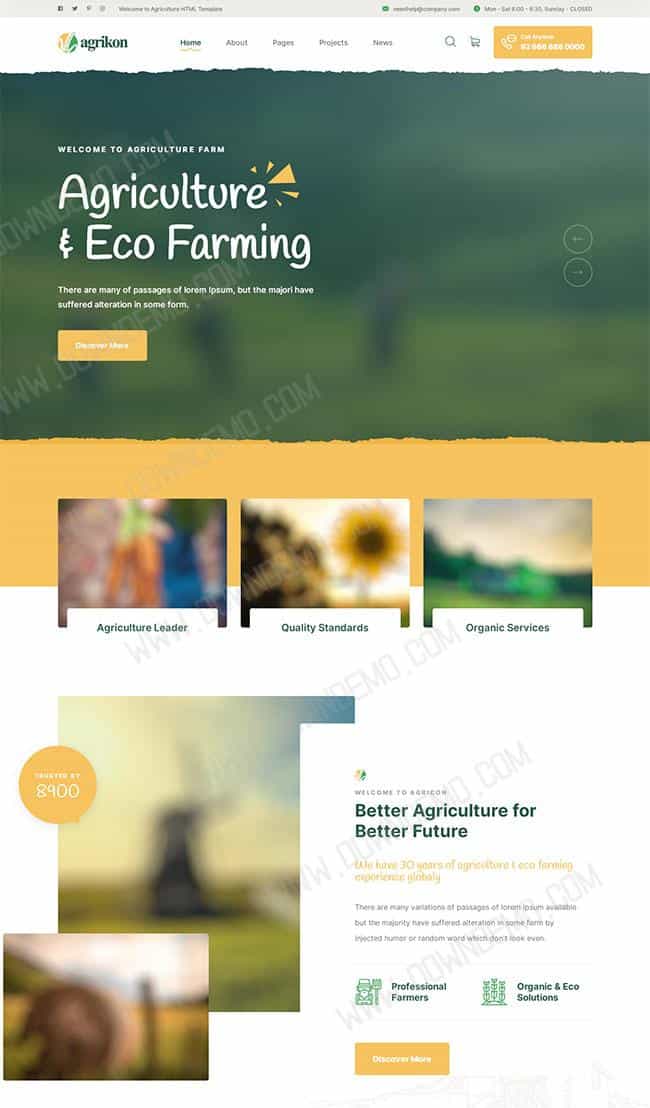 Welcome to Agriculture HTML Template
needhelp@company.com
Mon - Sat 8:00 - 6:30, Sunday - CLOSED
agrikon
Home
About
Pages
Projects
News
Call Anytime
92 666 888 0000
WELCOME TO AGRICULTURE FARM
Agriculture
& Eco Farming
There are many of passages of lorem Ipsum, but the majori have
suffered alteration in some form.
Discover More
Agriculture Leader
Quality Standards
Organic Services
TRUSTED BY
8900
WELCOME TO AGRICON
Better Agriculture for
Better Future
We have 30 years of agriculture & eco farming
experience globaly
There are many variations of passages of lorem ipsum available
but the majority have suffered alteration in some form by
injected humor or random word which don't look even.
Professional
Farmers
Organic & Eco
Solutions
Discover More
WWW.DOWNDEMO.COM